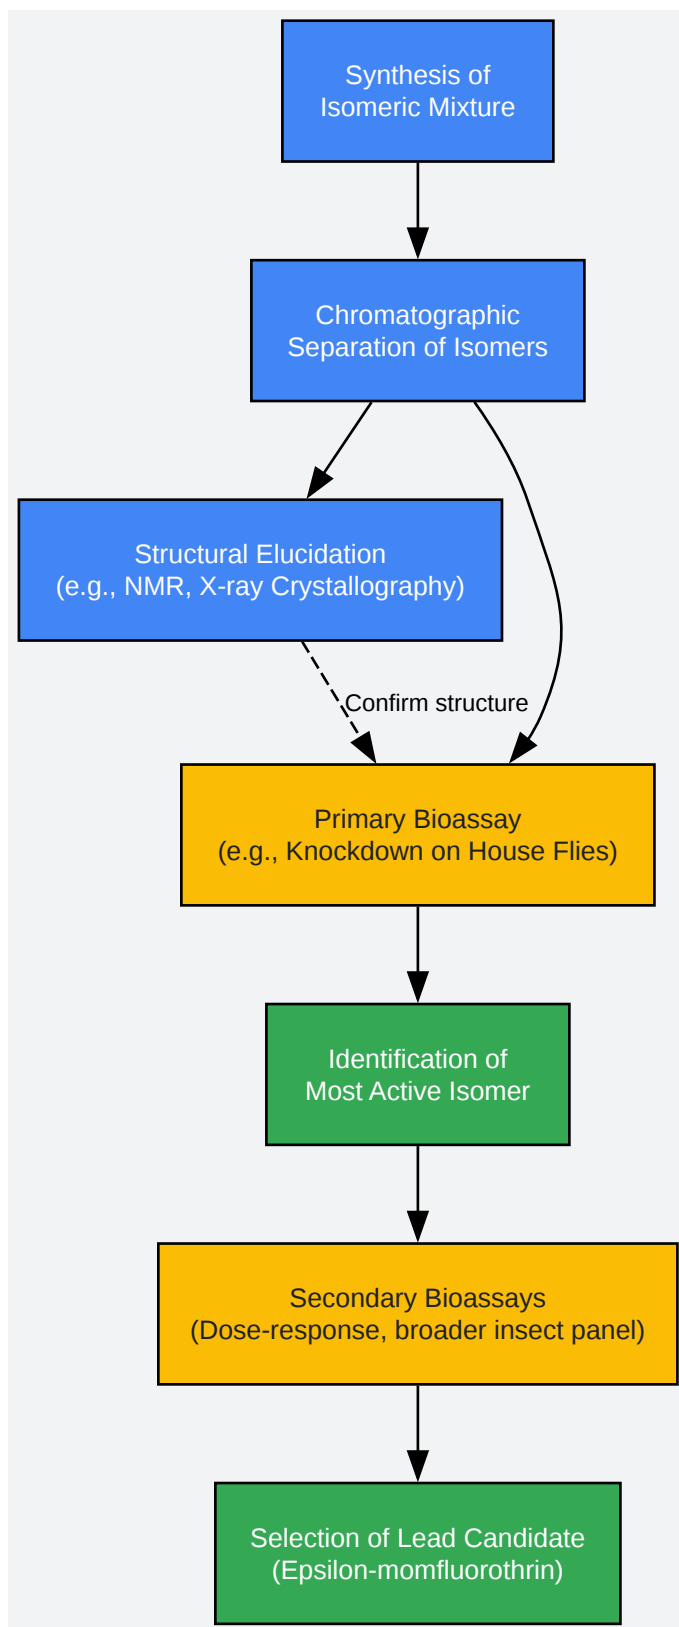 Synthesis of
Isomeric Mixture
Chromatographic
Separation of Isomers
Structural Elucidation
(e.g., NMR, X-ray Crystallography)
Confirm structure
Primary Bioassay
(e.g., Knockdown on House Flies)
Identification of
Most Active Isomer
Secondary Bioassays
(Dose-response, broader insect panel)
Selection of Lead Candidate
(Epsilon-momfluorothrin)